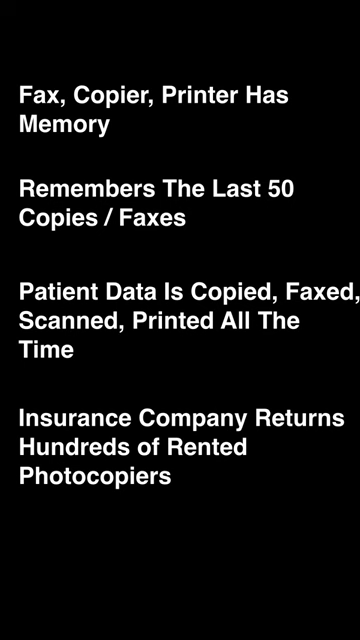 Fax, Copier, Printer Has
Memory
Remembers The Last 50
Copies / Faxes
Patient Data Is Copied, Faxed,
Scanned, Printed All The
Time
Insurance Company Returns
Hundreds of Rented
Photocopiers